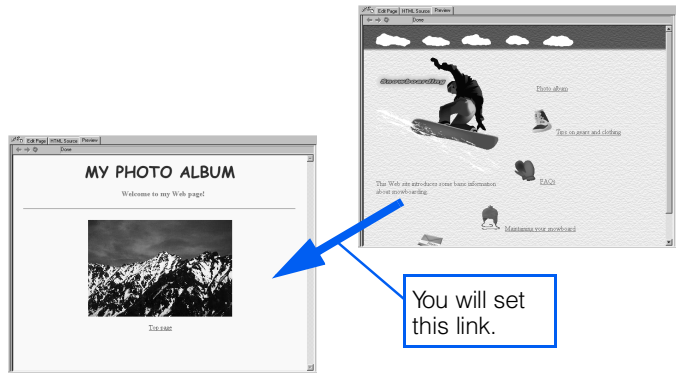 Edit Page HTML Source Preview
Done
Snowboarding
Photo album
Tips on gears and clothing
This Web site introduces some basic information
about snowboarding.
FAQs
Maintaining your snowboard
Edit Page HTML Source Preview
Done
MY PHOTO ALBUM
Welcome to my Web page!
Top page
You will set
this link.